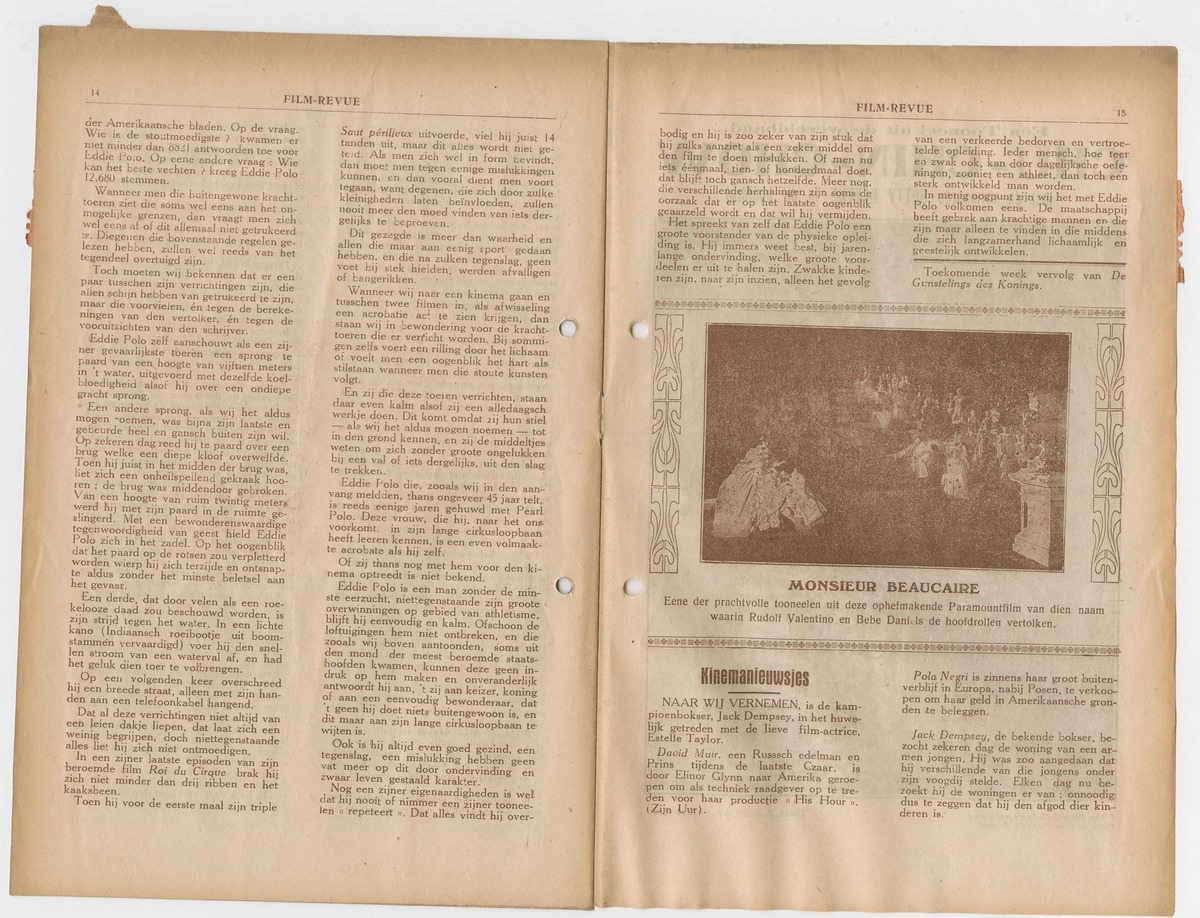 14
FILM-REVUE
der Amerikaansche bladen. Op de vraag.
Wie is de stoutmoedigste ? kwamen er
niet minder dan 8821 antwoorden toe voor
Eddie Polo. Op eene andere vraag : Wie
kan het beste vechten ? kreeg Eddie Polo
12.680 stemmen.
Wanneer men die buitengewone kracht-
toeren ziet die soms wel eens aan het on-
mogelijke grenzen, dan vraagt men zich
wel eens af of dit allemaal niet getrukeerd
is. Diegenen die bovenstaande regelen ge-
lezen hebben, zullen wel reeds van het
tegendeel overtuigd zijn.
Toch moeten wij bekennen dat er een
paar tusschen zijn verrichtingen zijn, die
allen schijn hebben van getrukeerd te zijn,
maar die voorvielen, én tegen de bereke-
ningen van den vertolker, én tegen de
vooruitzichten van den schrijver.
Eddie Polo zelf aanschouwt als een zij-
ner gevaarlijkste toeren een sprong te
paard van een hoogte van vijftien meters
in 't water, uitgevoerd met dezelfde koel-
bloedigheid alsof hij over een ondiepe
gracht sprong.
Een andere sprong, als wij het aldus
mogen noemen, was bijna zijn laatste en
gebeurde heel en gansch buiten zijn wil.
Op zekeren dag reed hij te paard over een
brug welke een diepe kloof overwelfde.
Toen hij juist in het midden der brug was,
liet zich een onheilspellend gekraak hoo-
ren ; de brug was middendoor gebroken.
Van een hoogte van ruim twintig meters
werd hij met zijn paard in de ruimte ge-
slingerd. Met een bewonderenswaardige
tegenwoordigheid van geest hield Eddie
Polo zich in het zadel. Op het oogenblik
dat het paard op de rotsen zou verpletterd
worden wierp hij zich terzijde en ontsnap-
te aldus zonder het minste beletsel aan
het gevaar.
Een derde, dat door velen als een roe-
kelooze daad zou beschouwd worden, is
zijn strijd tegen het water. In een lichte
kano (Indiaansch roeibootje uit boom-
stammen vervaardigd) voer hij den snel-
len stroom van een waterval af, en had
het geluk dien toer te volbrengen.
Op een volgenden keer overschreed
hij een breede straat, alleen met zijn han-
den aan een telefoonkabel hangend.
Dat al deze verrichtingen niet altijd van
een leien dakje liepen, dat laat zich een
weinig begrijpen, doch niettegenstaande
alles liet hij zich niet ontmoedigen.
In een zijner laatste episoden van zijn
beroemde film Roi du Cirque brak hij
zich niet minder dan drij ribben en het
kaaksbeen.
Toen hij voor de eerste maal zijn triple
Saut périlleux uitvoerde, viel hij juist 14
tanden uit, maar dit alles wordt niet ge-
teld. Als men zich wel in form bevindt,
dan moet men tegen eenige mislukkingen
kunnen, en dan vooral dient men voort
tegaan, want degenen, die zich door zulke
kleinigheden laten beïnvloeden, zullen
nooit meer den moed vinden van iets der-
gelijks te beproeven.
Dit gezegde is meer dan waarheid en
allen die maar aan eenig sport gedaan
hebben, en die na zulken tegenslag, geen
voet bij stek hielden, werden afvalligen
of bangerikken.
Wanneer wij naar een kinema gaan en
tusschen twee filmen in, als afwisseling
een acrobatie act te zien krijgen, dan
staan wij in bewondering voor de kracht-
toeren die er verricht worden. Bij sommi-
gen zelfs voert een rilling door het lichaam
of voelt men een oogenblik het hart als
stilstaan wanneer men die stoute kunsten
volgt.
En zij die deze toeren verrichten, staan
daar even kalm alsof zij een alledaagsch
werkje doen. Dit komt omdat zij hun stiel
— als wij het aldus mogen noemen — tot
in den grond kennen, en zij de middeltjes
weten om zich zonder groote ongelukken
bij een val of iets dergelijks, uit den slag
te trekken.
Eddie Polo die, zooals wij in den aan-
vang meldden, thans ongeveer 45 jaar telt,
is reeds eenige jaren gehuwd met Pearl
Polo. Deze vrouw, die hij, naar het ons
voorkomt in zijn lange cirkusloopbaan
heeft leeren kennen, is een even volmaak-
te acrobate als hij zelf.
Of zij thans nog met hem voor den ki-
nema optreedt is niet bekend.
Eddie Polo is een man zonder de min-
ste eerzucht, niettegenstaande zijn groote
overwinningen op gebied van athletisme,
blijft hij eenvoudig en kalm. Ofschoon de
loftuigingen hem niet ontbreken, en die
zooals wij boven aantoonden, soms uit
den mond der meest beroemde staats-
hoofden kwamen, kunnen deze geen in-
druk op hem maken en onveranderlijk
antwoordt hij aan, 't zij aan keizer, koning
of aan een eenvoudig bewonderaar, dat
't geen hij doet niets buitengewoon is, en
dit maar aan zijn lange cirkusloopbaan te
wijten is.
Ook is hij altijd even goed gezind, een
tegenslag, een mislukking hebben geen
vat meer op dit door ondervinding en
zwaar leven gestaald karakter.
Nog een zijner eigenaardigheden is wel
dat hij nooit of nimmer een zijner toonee-
len « repeteert ». Dat alles vindt hij over-
FILM-REVUE
15
bodig en hij is zoo zeker van zijn stuk dat
hij zulks aanziet als een zeker middel om
den film te doen mislukken. Of men nu
iets éénmaal, tien- of honderdmaal doet,
dat blijft toch gansch hetzelfde. Meer nog,
die verschillende herhalingen zijn soms de
oorzaak dat er op het laatste oogenblik
geaarzeld wordt en dat wil hij vermijden.
Het spreekt van zelf dat Eddie Polo een
groote voorstander van de physieke oplei-
ding is. Hij immers weet best, bij jaren-
lange ondervinding, welke groote voor-
deelen er uit te halen zijn. Zwakke kinde-
ren zijn, naar zijn inzien, alleen het gevolg
van een verkeerde bedorven en vertroe-
telde opleiding. Ieder mensch, hoe teer
en zwak ook, kan door dagelijksche oefe-
ningen, zooniet een athleet, dan toch een
sterk ontwikkeld man worden.
In menig oogpunt zijn wij het met Eddie
Polo volkomen eens. De maatschappij
heeft gebrek aan krachtige mannen en die
zijn maar alleen te vinden in die middens
die zich langzamerhand lichaamlijk en
geestelijk ontwikkelen.
Toekomende week vervolg van De
Gunstelings des Konings.
MONSIEUR BEAUCAIRE
Eene der prachtvolle tooneelen uit deze ophefmakende Paramountfilm van dien naam
waarin Rudolf Valentino en Bebe Daniels de hoofdrollen vertolken.
Kinemanieuwsjes
NAAR WIJ VERNEMEN, is de kam-
pioenbokser, Jack Dempsey, in het huwe-
lijk getreden met de lieve film-actrice,
Estelle Taylor.
David Muir, een Russsch edelman en
Prins tijdens de laatste Czaar, is
door Elinor Glynn naar Amerika geroe-
pen om als technick raadgever op te tre-
den voor haar productie « His Hour ».
(Zijn Uur).
Pola Negri is zinnens haar groot buiten-
verblijf in Europa, nabij Posen, te verkoo-
pen om haar geld in Amerikaansche gron-
den te beleggen.
Jack Dempsey, de bekende bokser, be-
zocht zekeren dag de woning van een ar-
men jongen. Hij was zoo aangedaan dat
hij verschillende van die jongens onder
zijn voogedij stelde. Elken dag nu be-
zoekt hij de woningen er van ; onnoodig
dus te zeggen dat hij den afgod dier kin-
deren is.